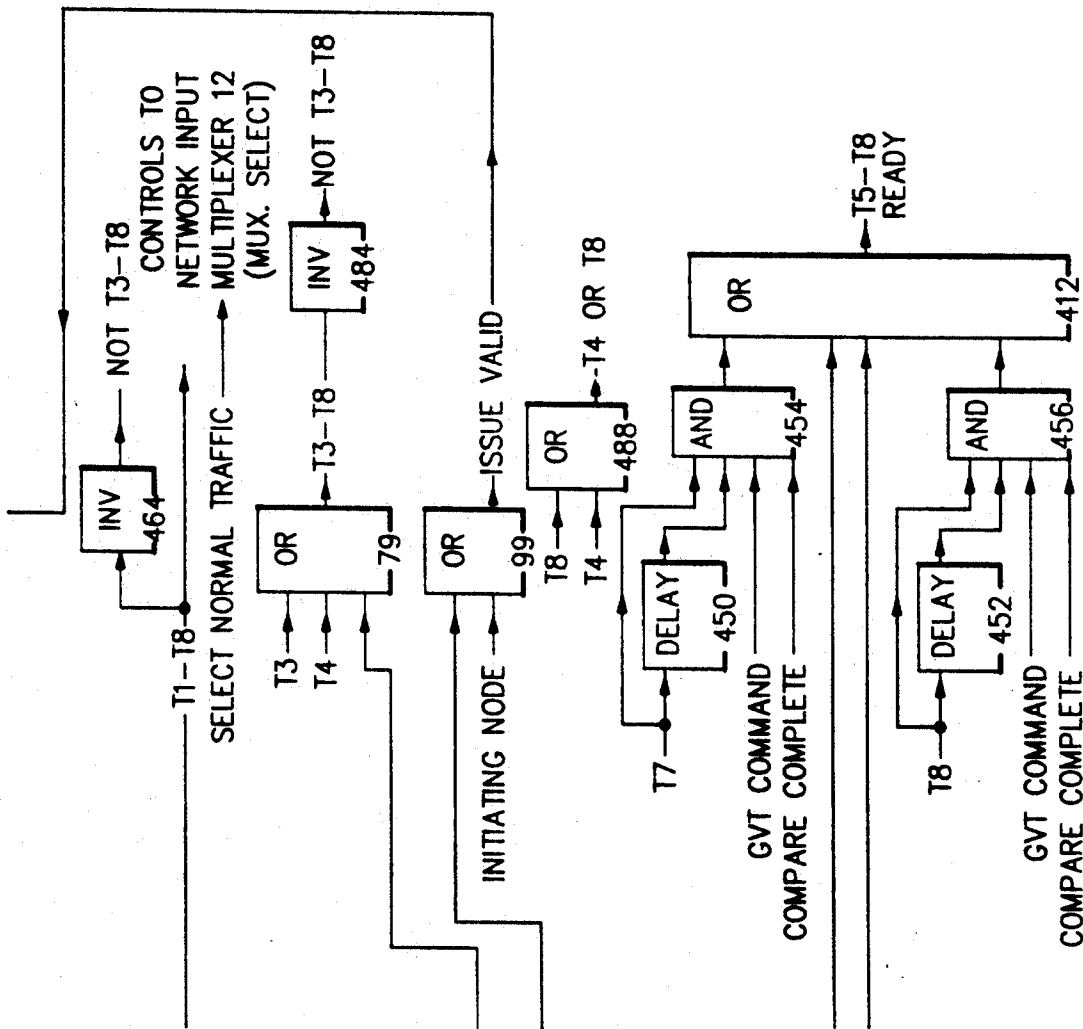 CONTROLS TO
NETWORK INPUT
MULTIPLEXER 12
(MUX. SELECT)
INV
464
NOT T3-T8
T1-T8
SELECT NORMAL TRAFFIC
T3
T4
OR
79
T3-T8
INV
484
NOT T3-T8
INITIATING NODE
OR
99
ISSUE VALID
T8
T4
OR
488
T4 OR T8
T7
DELAY
450
GVT COMMAND
COMPARE COMPLETE
AND
454
OR
412
T5-T8
READY
T8
DELAY
452
GVT COMMAND
COMPARE COMPLETE
AND
456